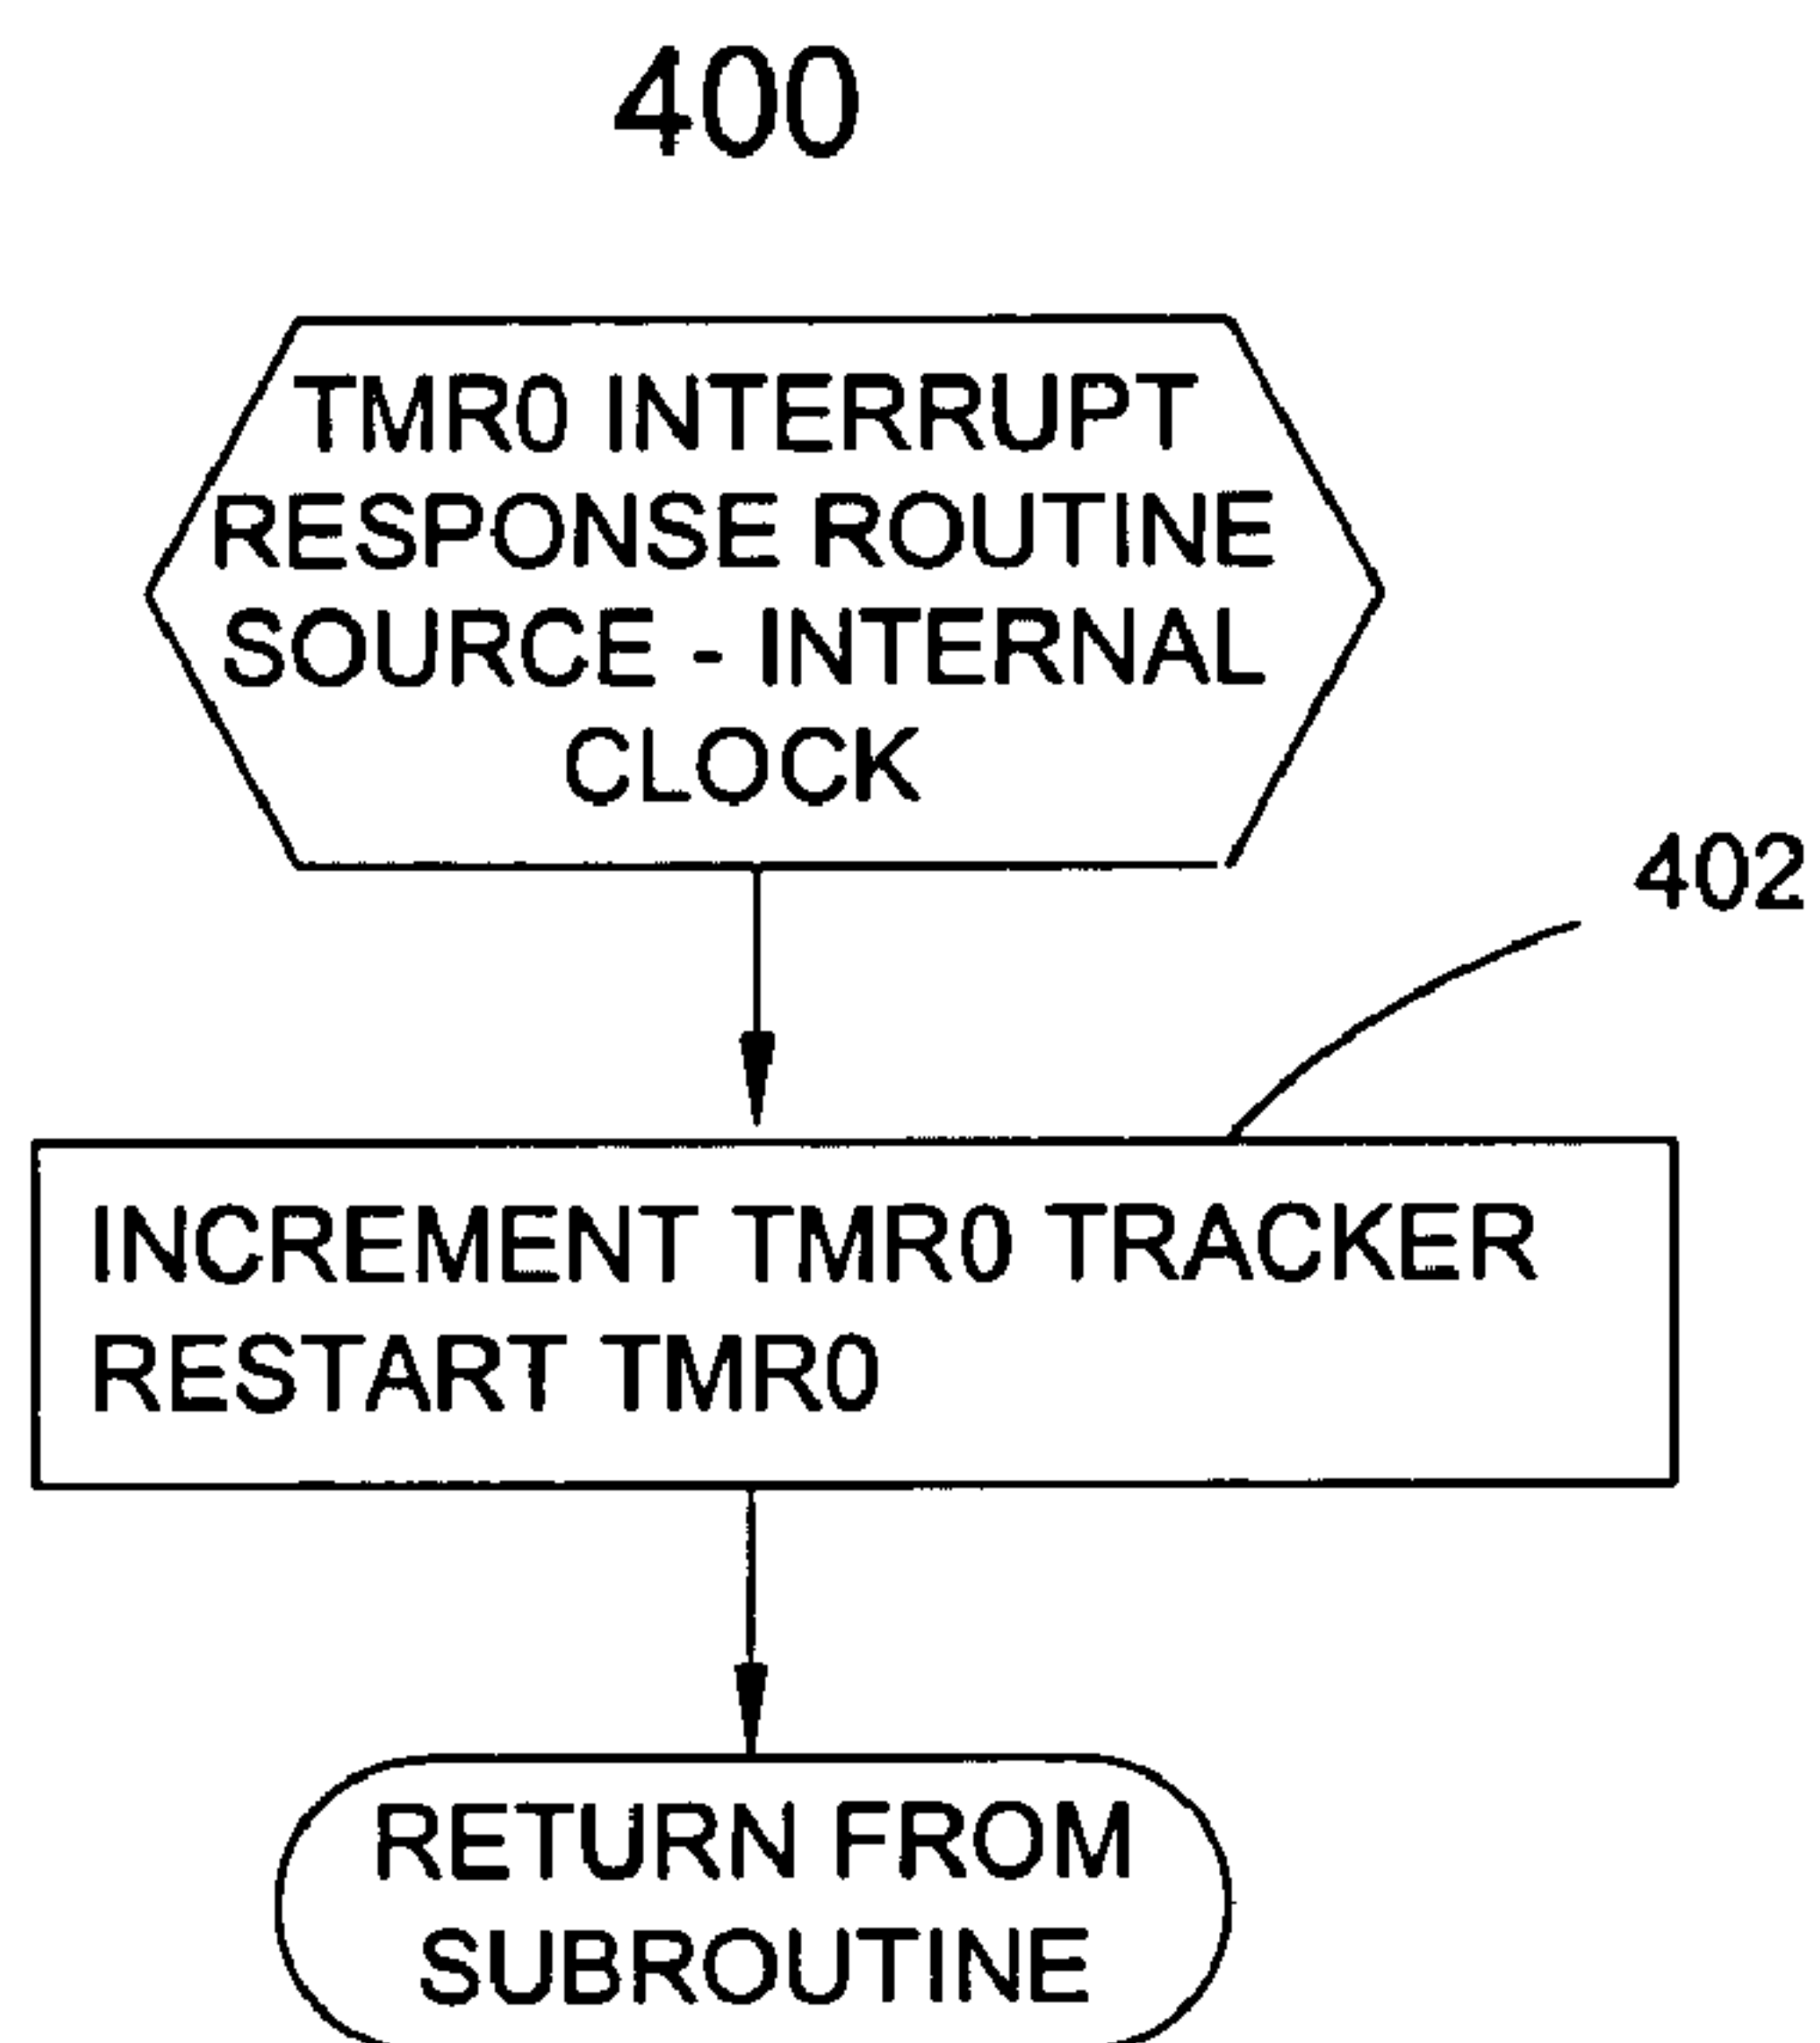 400
TMR0 INTERRUPT
RESPONSE ROUTINE
SOURCE - INTERNAL
CLOCK
402
INCREMENT TMR0 TRACKER
RESTART TMR0
RETURN FROM
SUBROUTINE